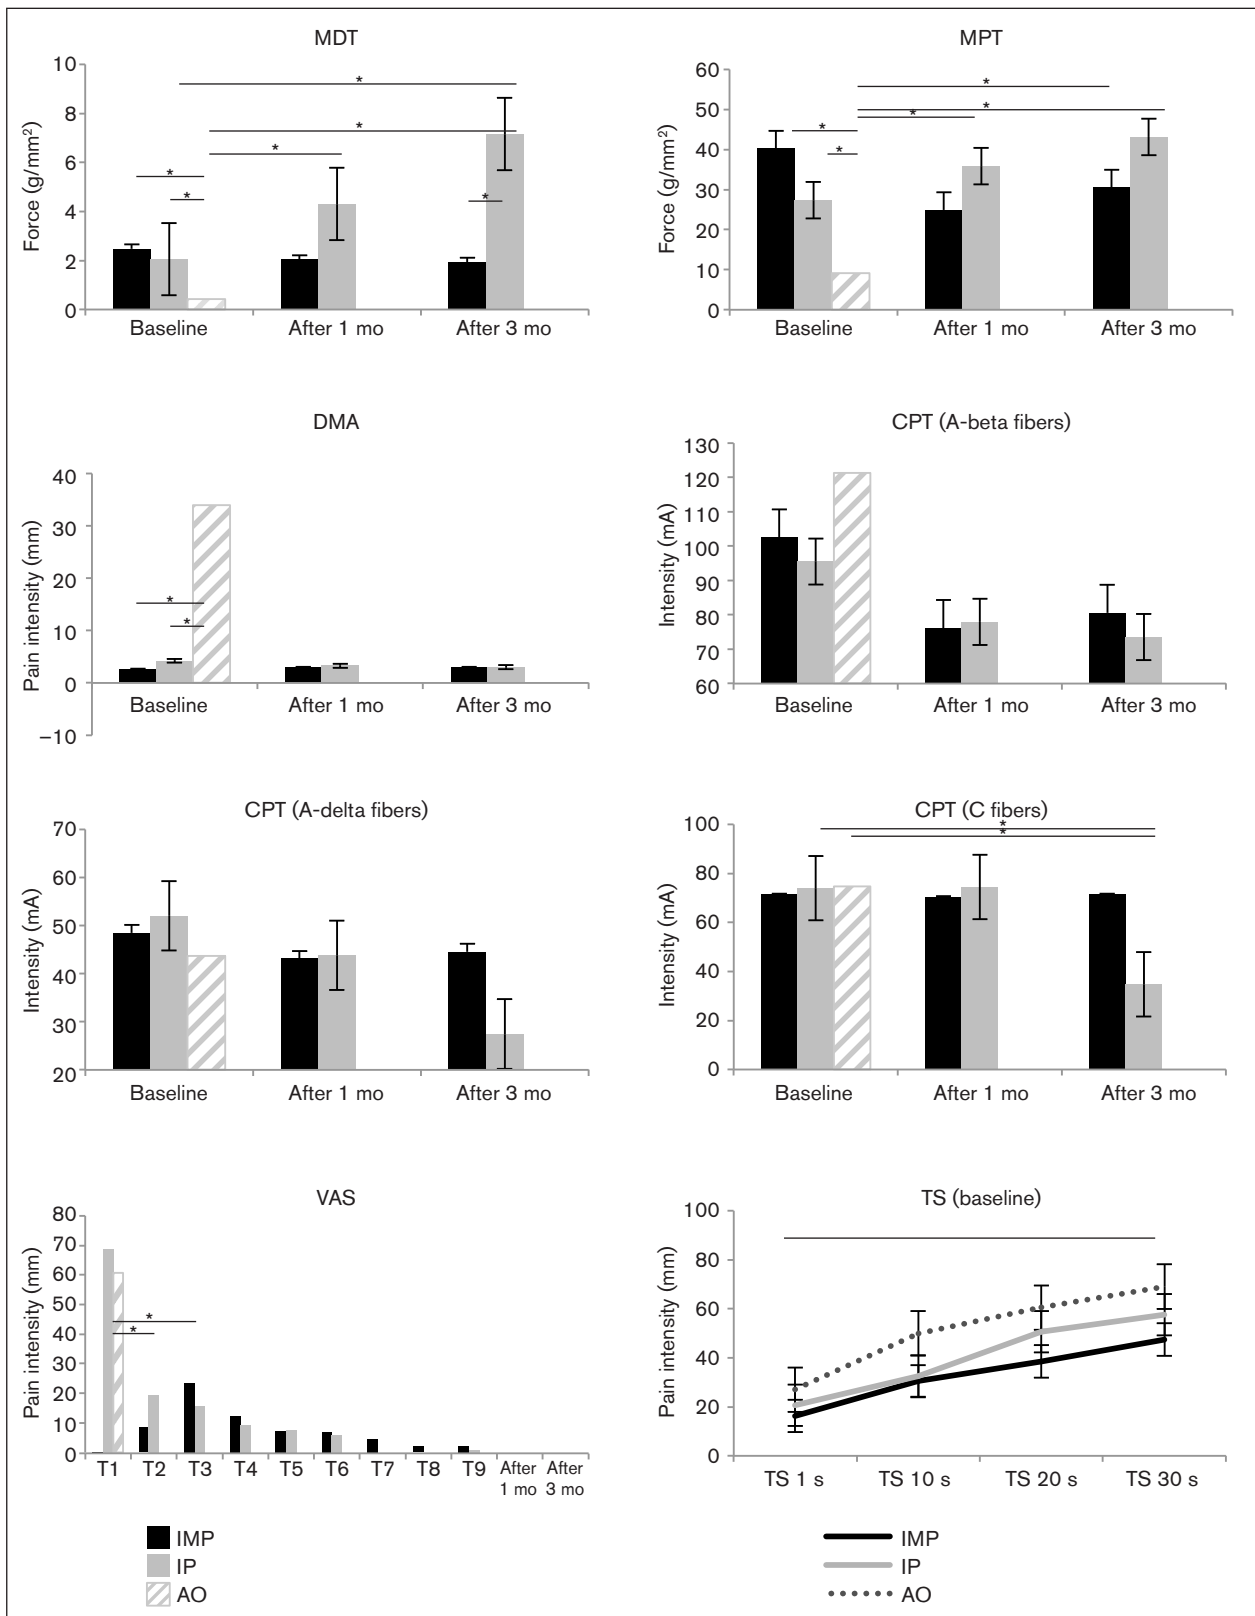 MDT
Force (g/mm²)
10
8
6
4
2
0
*
*
*
*
*
*
Baseline
After 1 mo
After 3 mo
MPT
Force (g/mm²)
60
50
40
30
20
10
0
*
*
*
*
*
Baseline
After 1 mo
After 3 mo
DMA
Pain intensity (mm)
40
30
20
10
0
–10
*
*
Baseline
After 1 mo
After 3 mo
CPT (A-beta fibers)
Intensity (mA)
130
120
110
100
90
80
70
60
Baseline
After 1 mo
After 3 mo
CPT (A-delta fibers)
Intensity (mA)
70
60
50
40
30
20
Baseline
After 1 mo
After 3 mo
CPT (C fibers)
Intensity (mA)
100
80
60
40
20
0
*
*
Baseline
After 1 mo
After 3 mo
VAS
Pain intensity (mm)
80
70
60
50
40
30
20
10
0
*
*
T1
T2
T3
T4
T5
T6
T7
T8
T9
After
1 mo
After
3 mo
IMP
IP
AO
TS (baseline)
Pain intensity (mm)
100
80
60
40
20
0
TS 1 s
TS 10 s
TS 20 s
TS 30 s
IMP
IP
AO